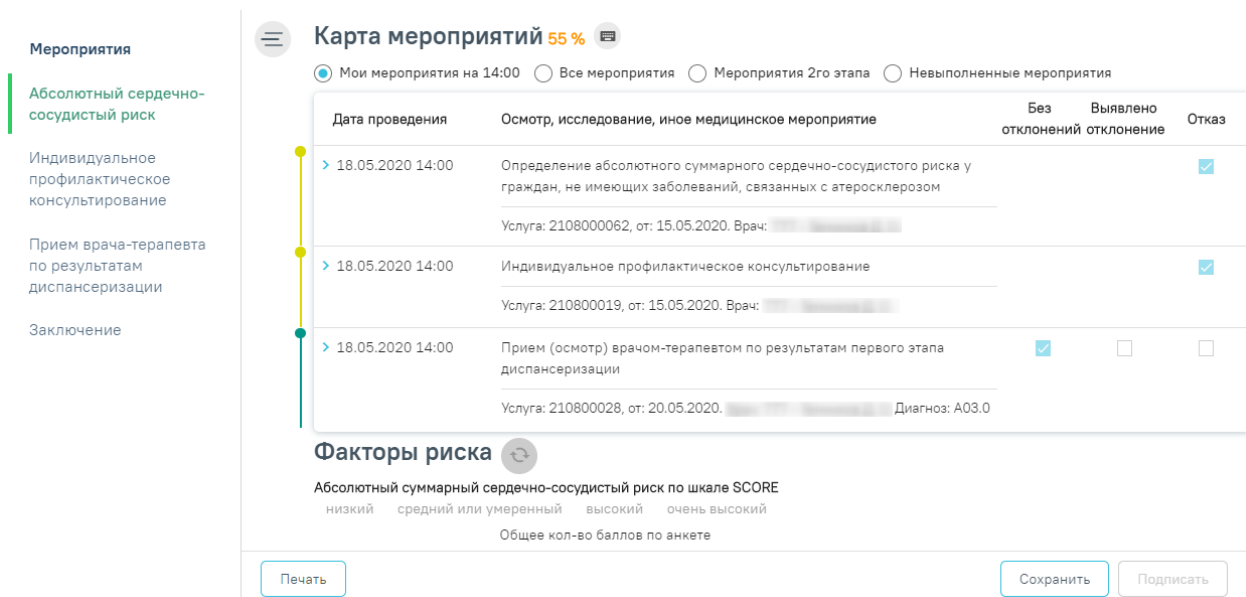 Мероприятия
Абсолютный сердечно-
сосудистый риск
Индивидуальное
профилактическое
консультирование
Прием врача-терапевта
по результатам
диспансеризации
Заключение
Карта мероприятий 55 %
Мои мероприятия на 14:00 Все мероприятия Мероприятия 2го этапа Невыполненные мероприятия
Дата проведения Осмотр, исследование, иное медицинское мероприятие Без отклонений Выявлено отклонение Отказ
18.05.2020 14:00 Определение абсолютного суммарного сердечно-сосудистого риска у
граждан, не имеющих заболеваний, связанных с атеросклерозом
Услуга: 2108000062, от: 15.05.2020. Врач:
18.05.2020 14:00 Индивидуальное профилактическое консультирование
Услуга: 210800019, от: 15.05.2020. Врач:
18.05.2020 14:00 Прием (осмотр) врачом-терапевтом по результатам первого этапа
диспансеризации
Услуга: 210800028, от: 20.05.2020. Диагноз: A03.0
Факторы риска
Абсолютный суммарный сердечно-сосудистый риск по шкале SCORE
низкий средний или умеренный высокий очень высокий
Общее кол-во баллов по анкете
Печать Сохранить Подписать